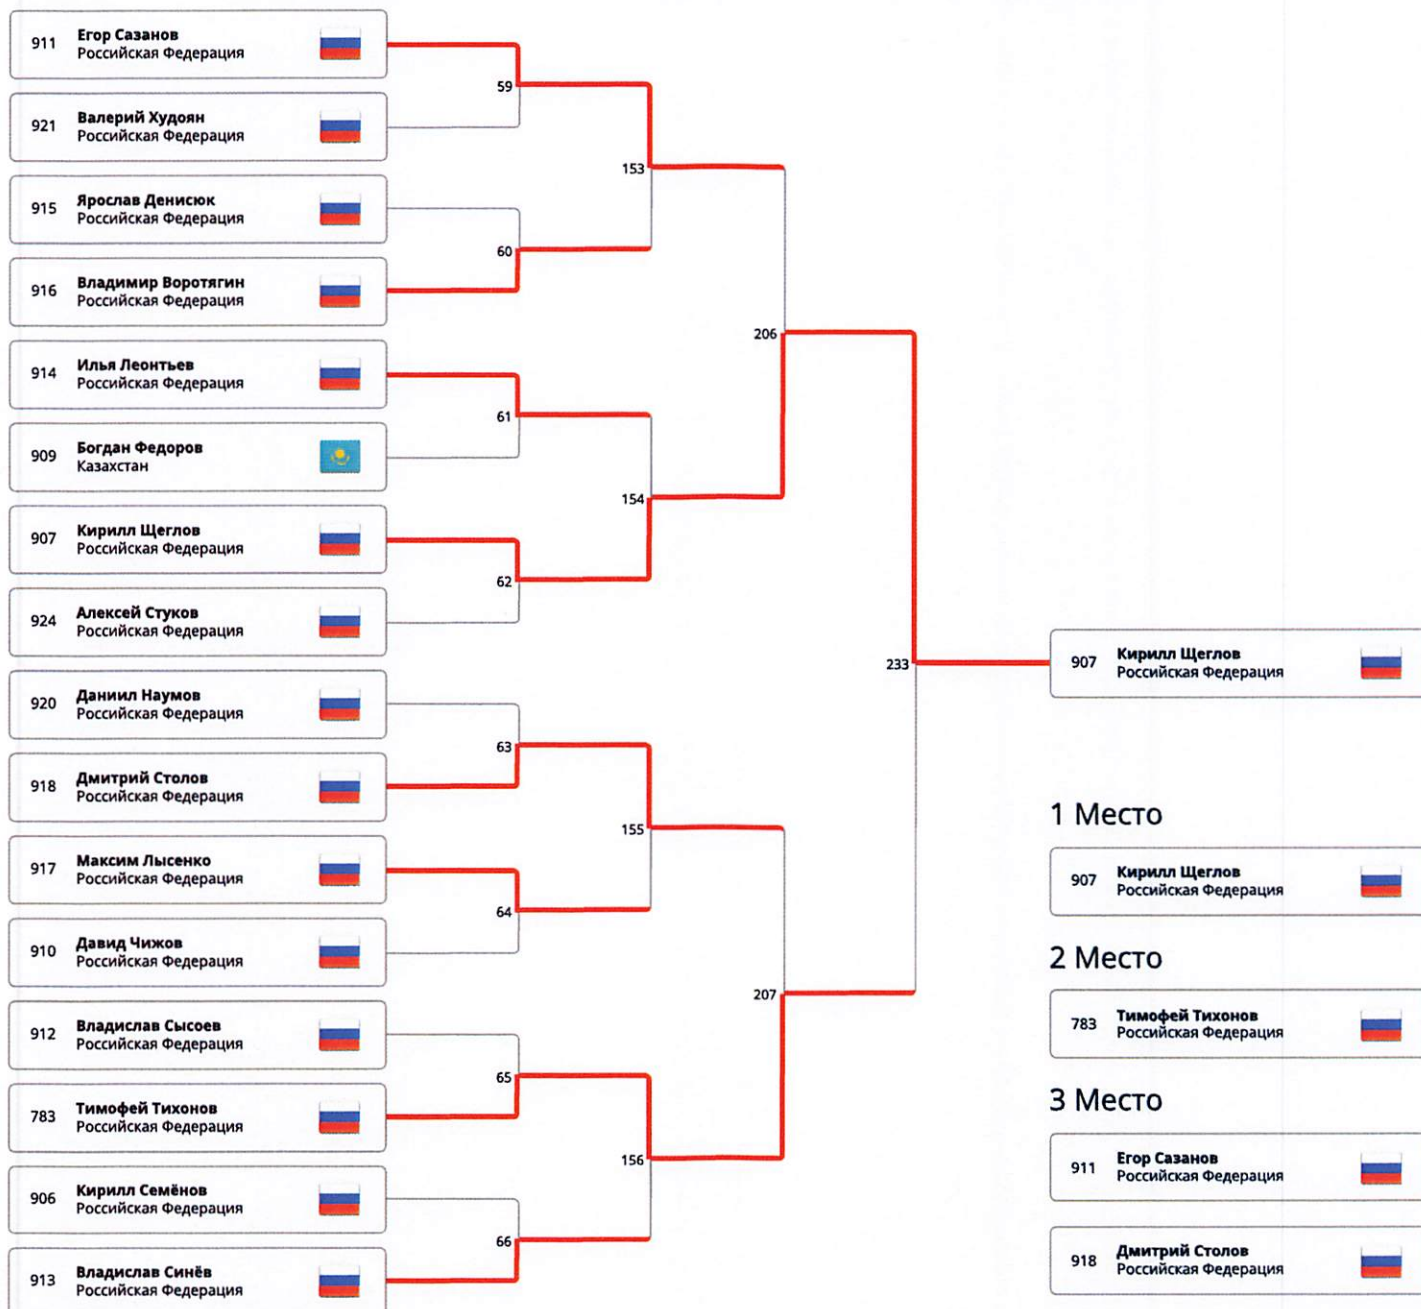 911 Егор Сазанов
Российская Федерация
59
921 Валерий Худоян
Российская Федерация
153
915 Ярослав Денисюк
Российская Федерация
60
916 Владимир Воротягин
Российская Федерация
206
914 Илья Леонтьев
Российская Федерация
61
909 Богдан Федоров
Казахстан
154
907 Кирилл Щеглов
Российская Федерация
62
924 Алексей Стуков
Российская Федерация
233
907 Кирилл Щеглов
Российская Федерация
920 Даниил Наумов
Российская Федерация
63
918 Дмитрий Столов
Российская Федерация
155
917 Максим Лысенко
Российская Федерация
64
910 Давид Чижов
Российская Федерация
207
912 Владислав Сысоев
Российская Федерация
65
783 Тимофей Тихонов
Российская Федерация
156
906 Кирилл Семёнов
Российская Федерация
66
913 Владислав Синёв
Российская Федерация
1 Место
907 Кирилл Щеглов
Российская Федерация
2 Место
783 Тимофей Тихонов
Российская Федерация
3 Место
911 Егор Сазанов
Российская Федерация
918 Дмитрий Столов
Российская Федерация